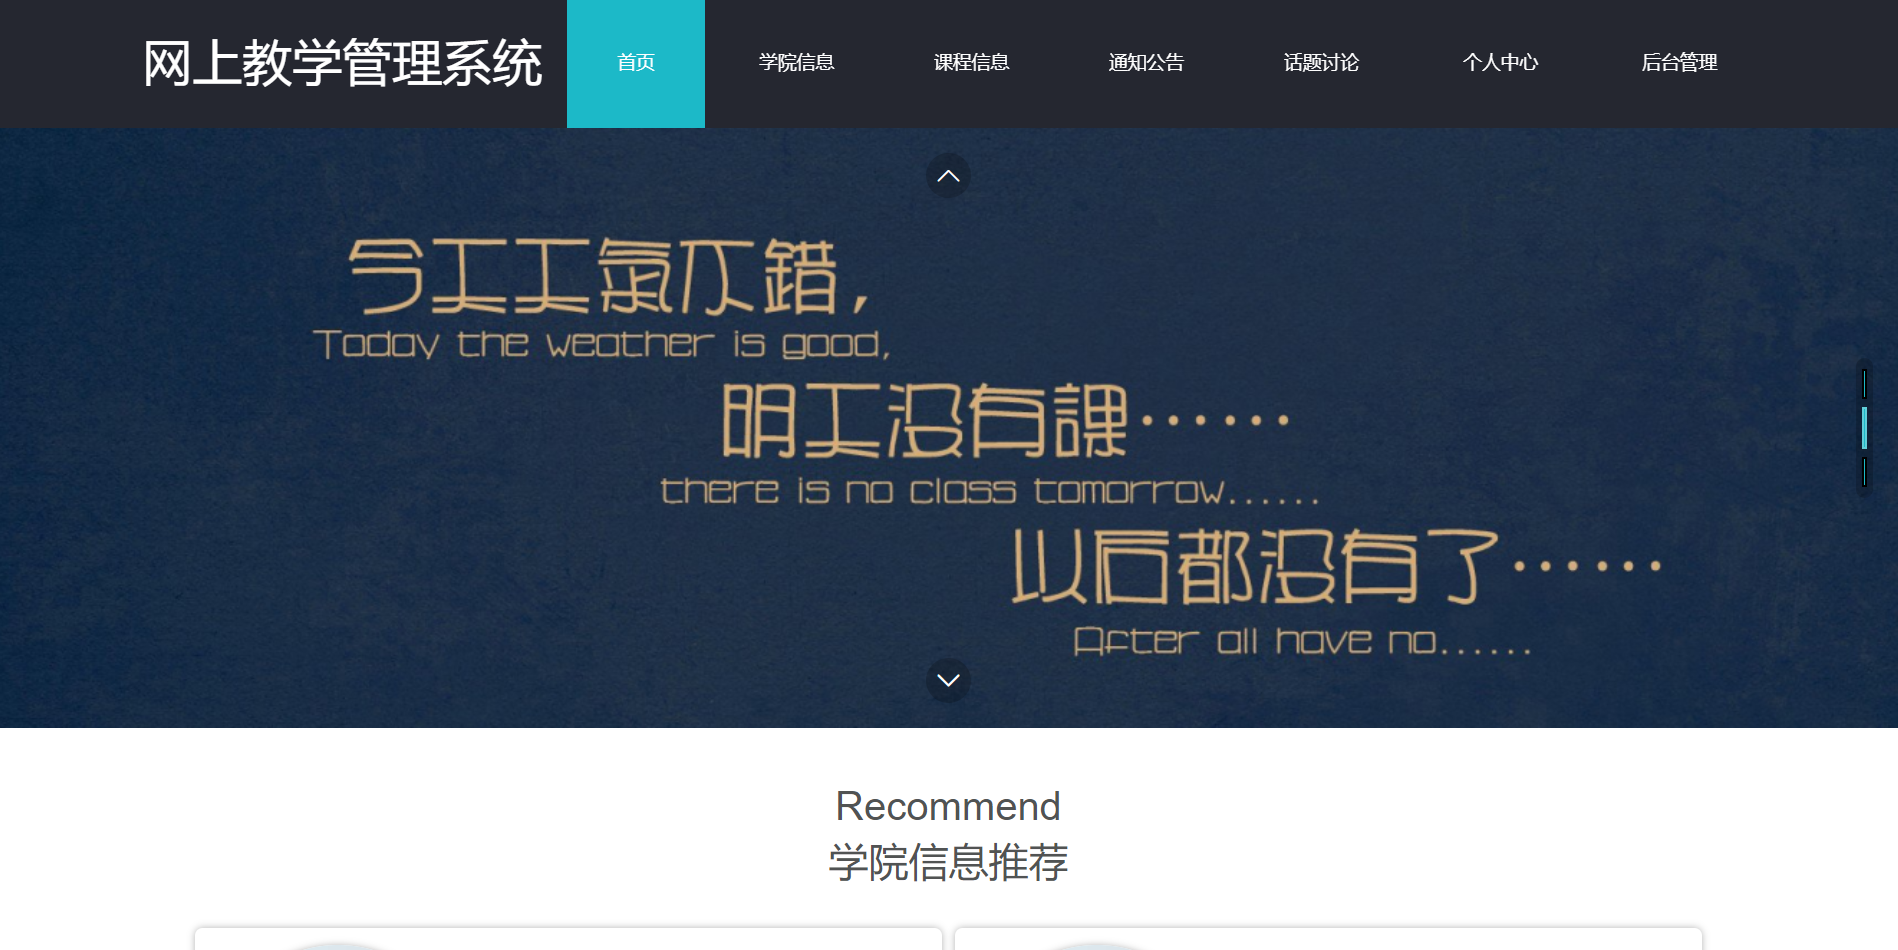 网上教学管理系统
首页
学院信息
课程信息
通知公告
话题讨论
个人中心
后台管理
今天天氣不錯，
Today the weather is good,
明天没有課……
there is no class tomorrow......
以后都没有了……
After all have no......
Recommend
学院信息推荐